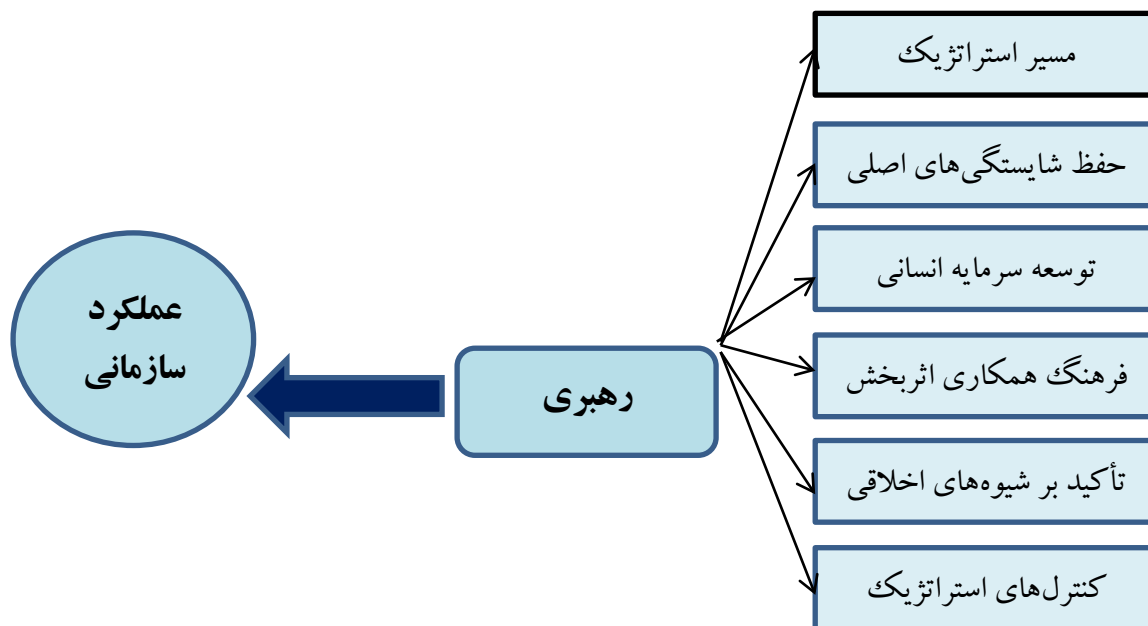 مسیر استراتژیک
حفظ شایستگی‌های اصلی
توسعه سرمایه انسانی
فرهنگ همکاری اثربخش
تأکید بر شیوه‌های اخلاقی
کنترل‌های استراتژیک
رهبری
عملکرد
سازمانی